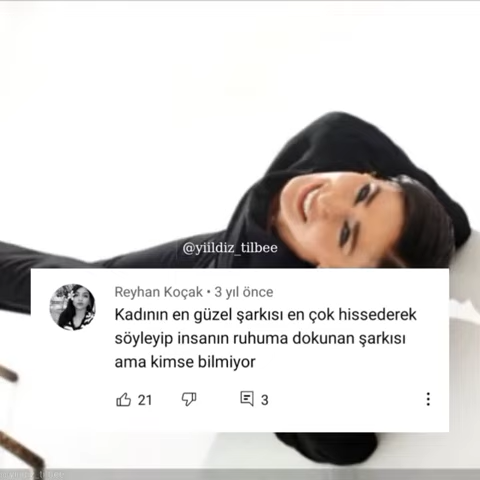 @yiildiz_tilbee
Reyhan Koçak • 3 yıl önce
Kadının en güzel şarkısı en çok hissederek
söyleyip insanın ruhuma dokunan şarkısı
ama kimse bilmiyor
21
3